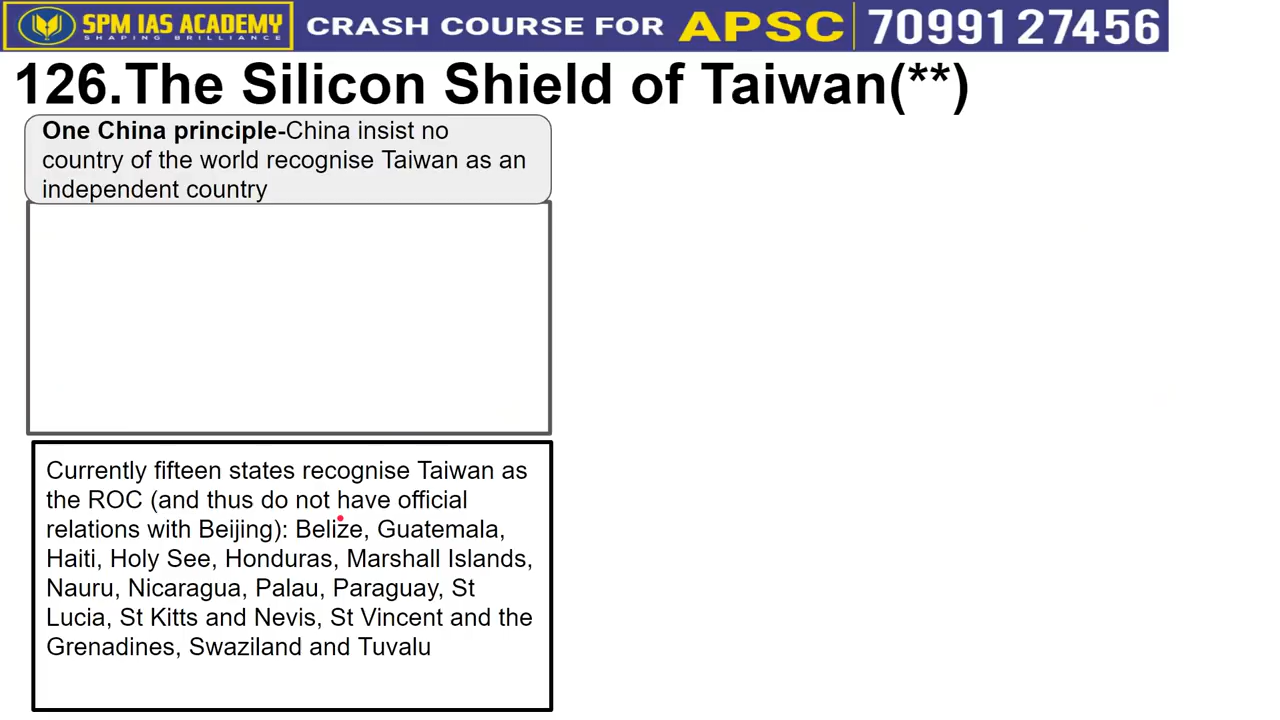 SPM IAS ACADEMY
SHAPING BRILLIANCE
CRASH COURSE FOR APSC 7099127456
126.The Silicon Shield of Taiwan(**)
One China principle-China insist no
country of the world recognise Taiwan as an
independent country
Currently fifteen states recognise Taiwan as
the ROC (and thus do not have official
relations with Beijing): Belize, Guatemala,
Haiti, Holy See, Honduras, Marshall Islands,
Nauru, Nicaragua, Palau, Paraguay, St
Lucia, St Kitts and Nevis, St Vincent and the
Grenadines, Swaziland and Tuvalu